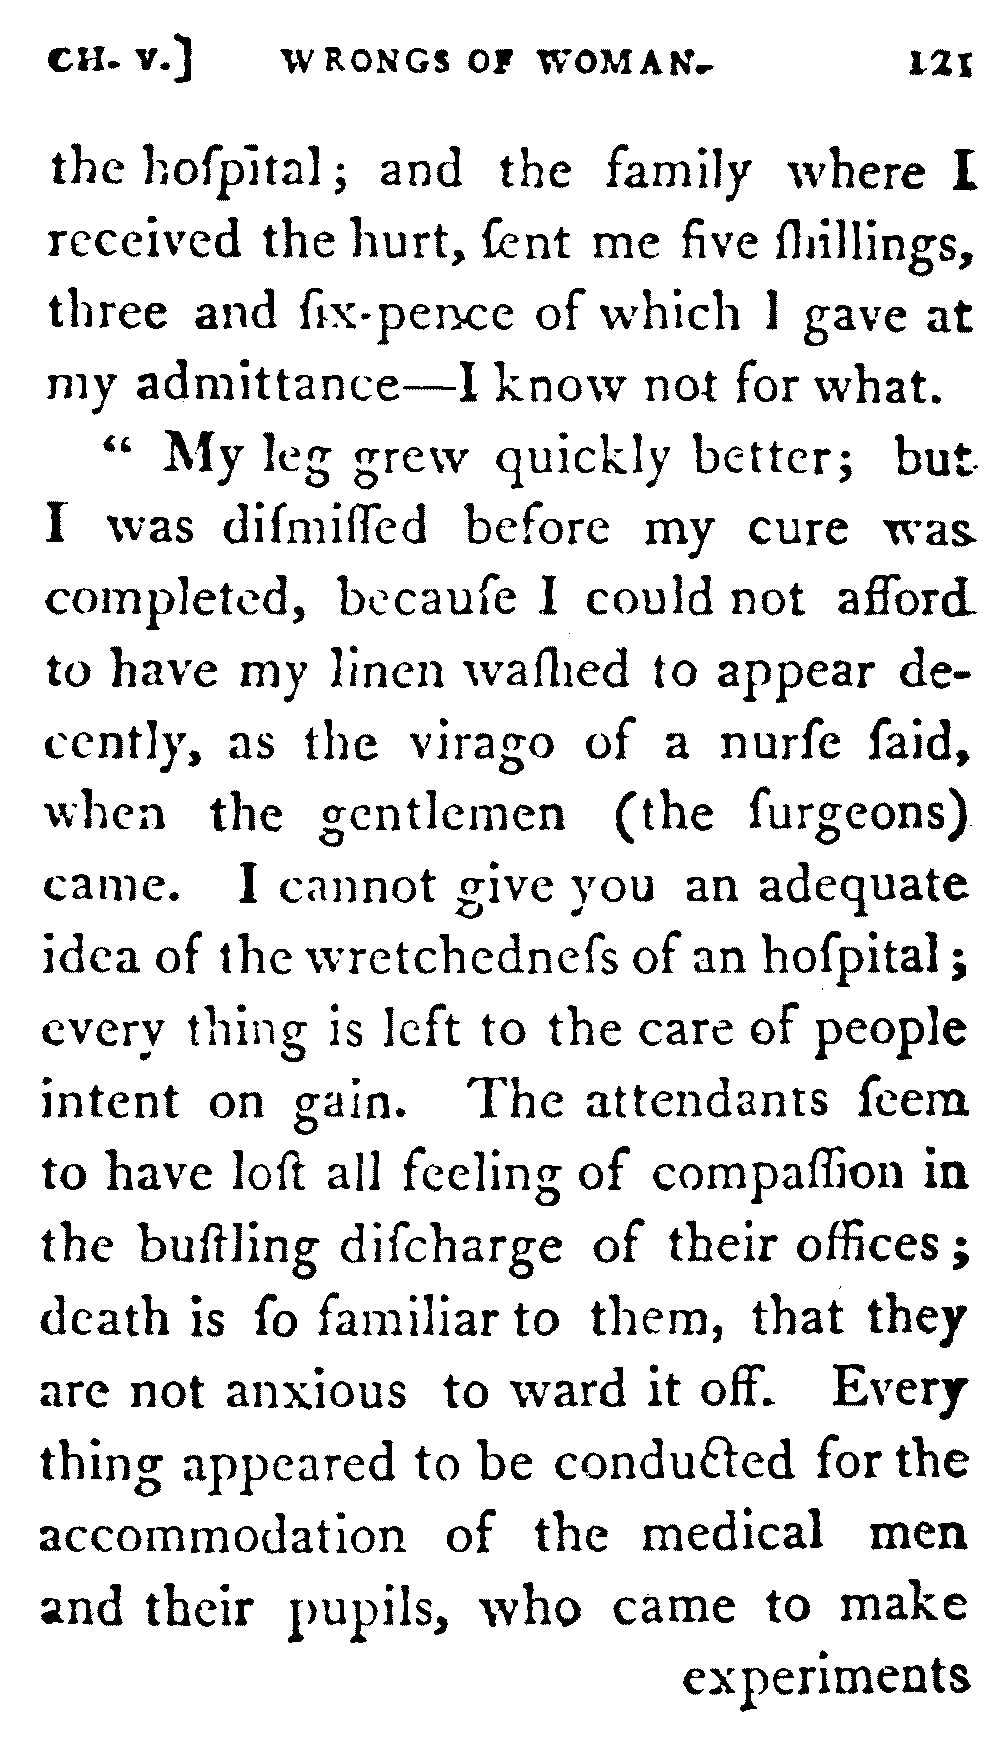 CH. V.] WRONGS OF WOMAN. 121
the hoſpital; and the family where I
received the hurt, ſent me five ſhillings,
three and ſix-pence of which I gave at
my admittance—I know not for what.
“ My leg grew quickly better; but
I was diſmiſſed before my cure was
completed, becauſe I could not afford
to have my linen waſhed to appear de-
cently, as the virago of a nurſe ſaid,
when the gentlemen (the ſurgeons)
came. I cannot give you an adequate
idea of the wretchedneſs of an hoſpital;
every thing is left to the care of people
intent on gain. The attendants ſeem
to have loſt all feeling of compaſſion in
the buſtling diſcharge of their offices;
death is ſo familiar to them, that they
are not anxious to ward it off. Every
thing appeared to be conducted for the
accommodation of the medical men
and their pupils, who came to make
experiments